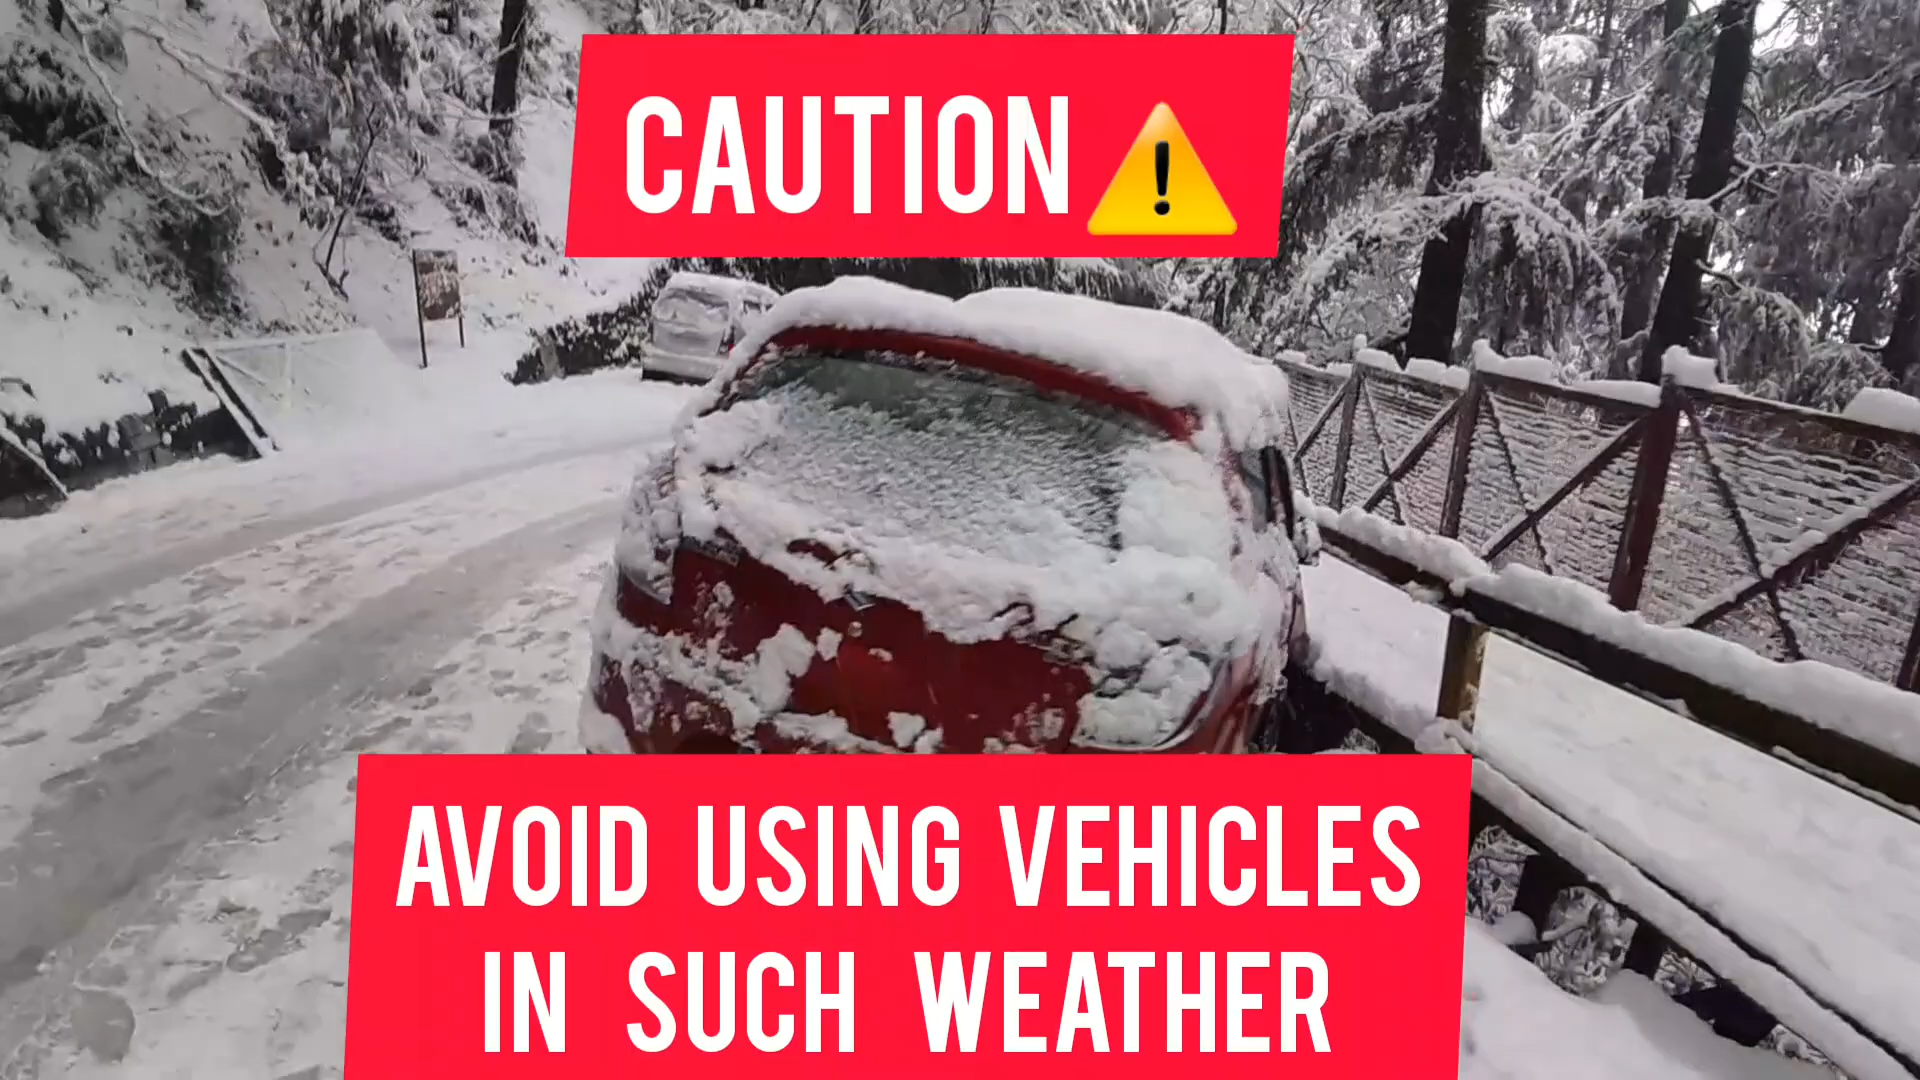 CAUTION⚠️
AVOID USING VEHICLES
IN SUCH WEATHER